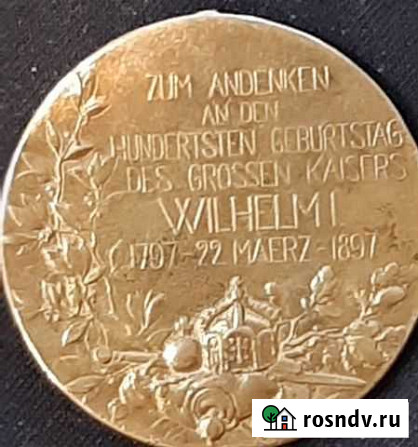 ZUM ANDENKEN
AN DEN
HUNDERTSTEN GEBURTSTAG
DES GROSSEN KAISERS
WILHELM I
1797-22 MAERZ-1897
rosndv.ru